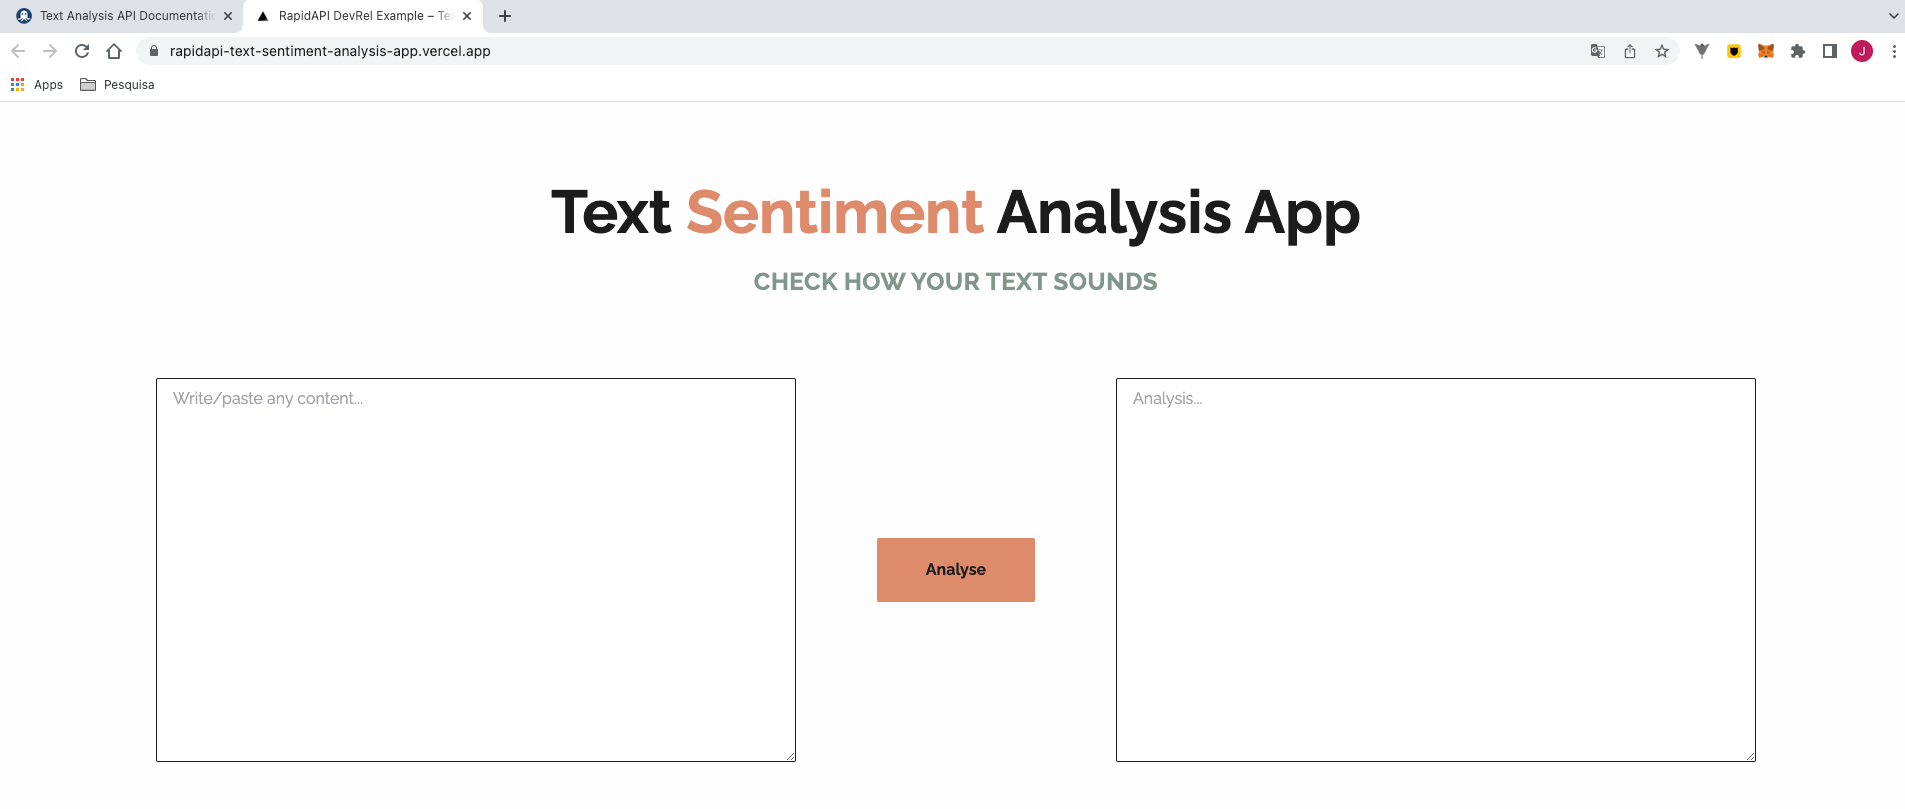 Text Analysis API Documentati
RapidAPI DevRel Example – Te
rapidapi-text-sentiment-analysis-app.vercel.app
J
Apps
Pesquisa
Text Sentiment Analysis App
CHECK HOW YOUR TEXT SOUNDS
Write/paste any content...
Analysis...
Analyse